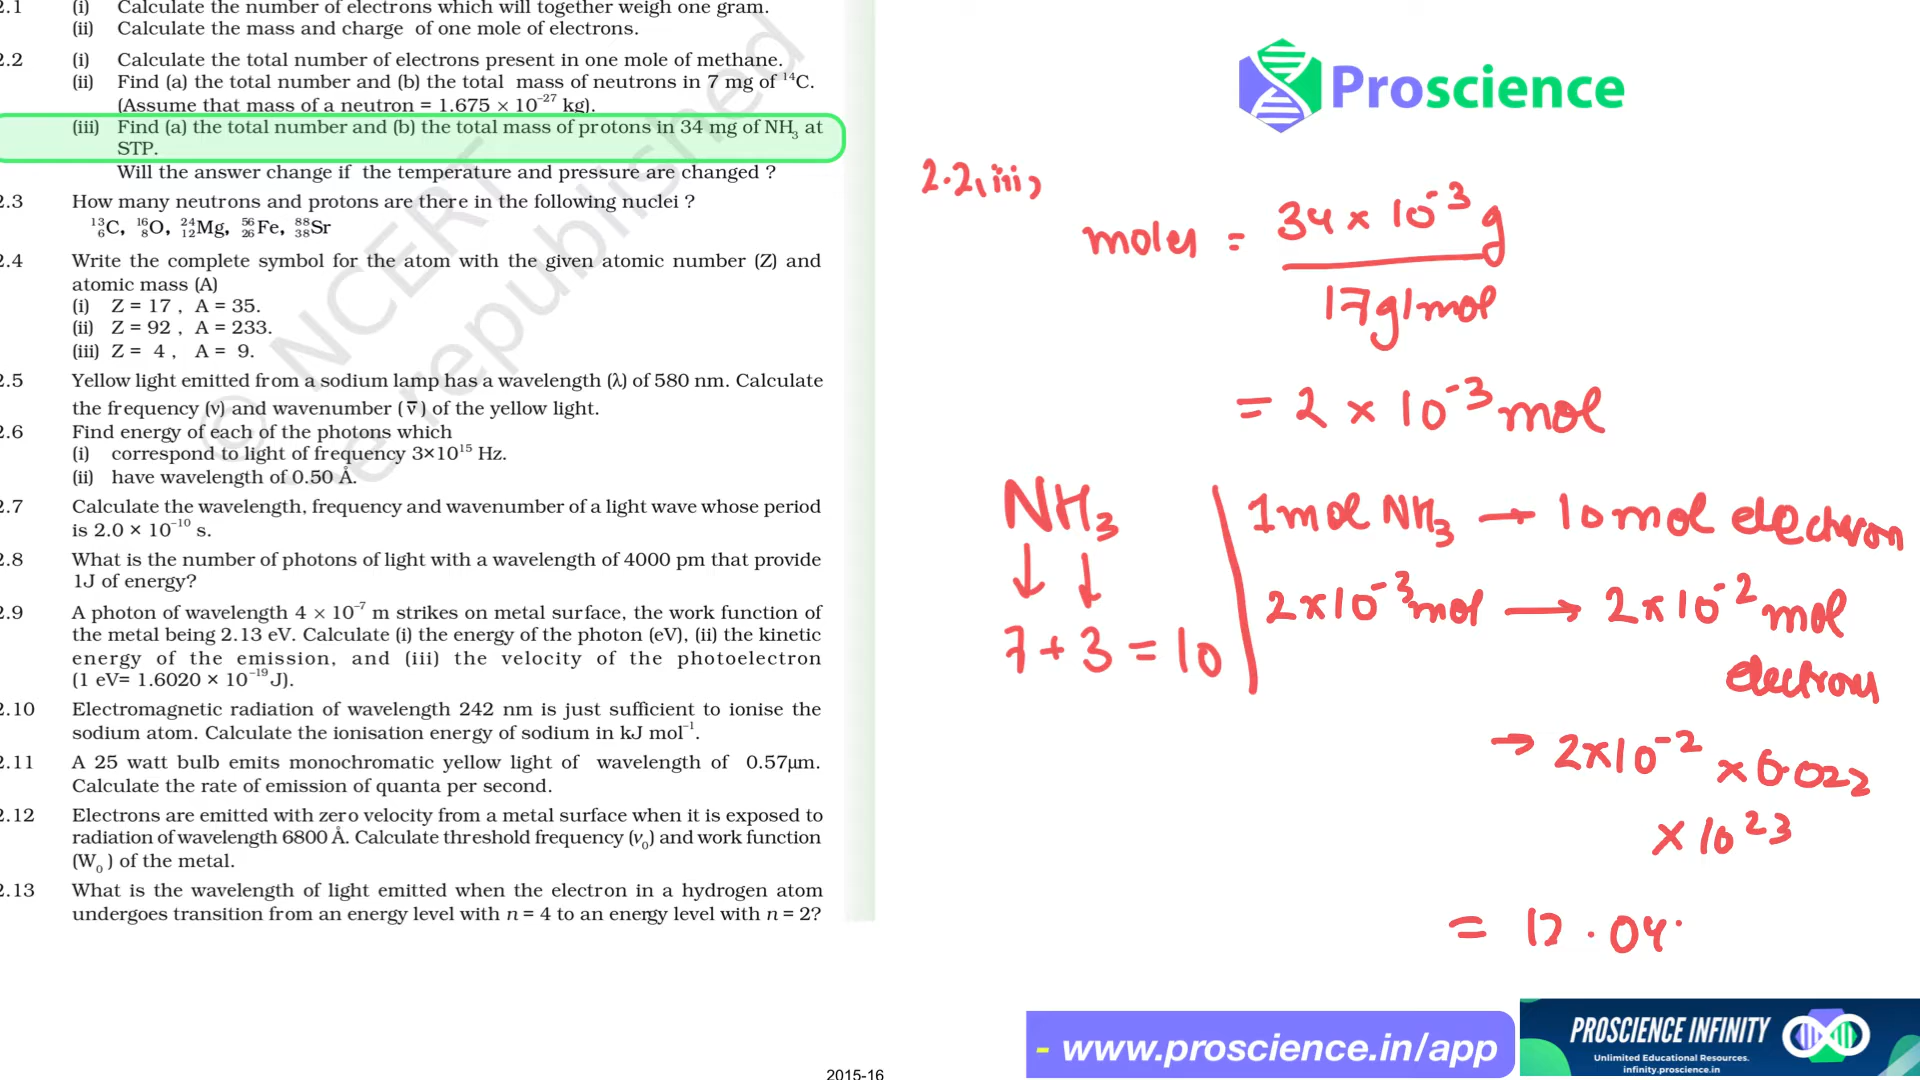 2.1 (i) Calculate the number of electrons which will together weigh one gram.
(ii) Calculate the mass and charge of one mole of electrons.
2.2 (i) Calculate the total number of electrons present in one mole of methane.
(ii) Find (a) the total number and (b) the total mass of neutrons in 7 mg of ¹⁴C.
(Assume that mass of a neutron = 1.675 × 10⁻²⁷ kg).
(iii) Find (a) the total number and (b) the total mass of protons in 34 mg of NH₃ at
STP.
Will the answer change if the temperature and pressure are changed ?
2.3 How many neutrons and protons are there in the following nuclei ?
¹³₆C, ¹⁶₈O, ²⁴₁₂Mg, ⁵⁶₂₆Fe, ⁸⁸₃₈Sr
2.4 Write the complete symbol for the atom with the given atomic number (Z) and
atomic mass (A)
(i) Z = 17 , A = 35.
(ii) Z = 92 , A = 233.
(iii) Z = 4 , A = 9.
2.5 Yellow light emitted from a sodium lamp has a wavelength (λ) of 580 nm. Calculate
the frequency (ν) and wavenumber ( ν̅ ) of the yellow light.
2.6 Find energy of each of the photons which
(i) correspond to light of frequency 3×10¹⁵ Hz.
(ii) have wavelength of 0.50 Å.
2.7 Calculate the wavelength, frequency and wavenumber of a light wave whose period
is 2.0 × 10⁻¹⁰ s.
2.8 What is the number of photons of light with a wavelength of 4000 pm that provide
1J of energy?
2.9 A photon of wavelength 4 × 10⁻⁷ m strikes on metal surface, the work function of
the metal being 2.13 eV. Calculate (i) the energy of the photon (eV), (ii) the kinetic
energy of the emission, and (iii) the velocity of the photoelectron
(1 eV= 1.6020 × 10⁻¹⁹ J).
2.10 Electromagnetic radiation of wavelength 242 nm is just sufficient to ionise the
sodium atom. Calculate the ionisation energy of sodium in kJ mol⁻¹.
2.11 A 25 watt bulb emits monochromatic yellow light of wavelength of 0.57μm.
Calculate the rate of emission of quanta per second.
2.12 Electrons are emitted with zero velocity from a metal surface when it is exposed to
radiation of wavelength 6800 Å. Calculate threshold frequency (ν₀) and work function
(W₀ ) of the metal.
2.13 What is the wavelength of light emitted when the electron in a hydrogen atom
undergoes transition from an energy level with n = 4 to an energy level with n = 2?
© NCERT
be republished
2015-16
Proscience
2.2, iii,
moles = 34 × 10⁻³ g
17 g/mol
= 2 × 10⁻³ mol
NH₃
↓ ↓
7 + 3 = 10
1 mol NH₃ → 10 mol electron
2×10⁻³ mol → 2×10⁻² mol
electrons
→ 2×10⁻² × 6.022
× 10²³
= 12.04
- www.proscience.in/app
PROSCIENCE INFINITY
Unlimited Educational Resources.
infinity.proscience.in